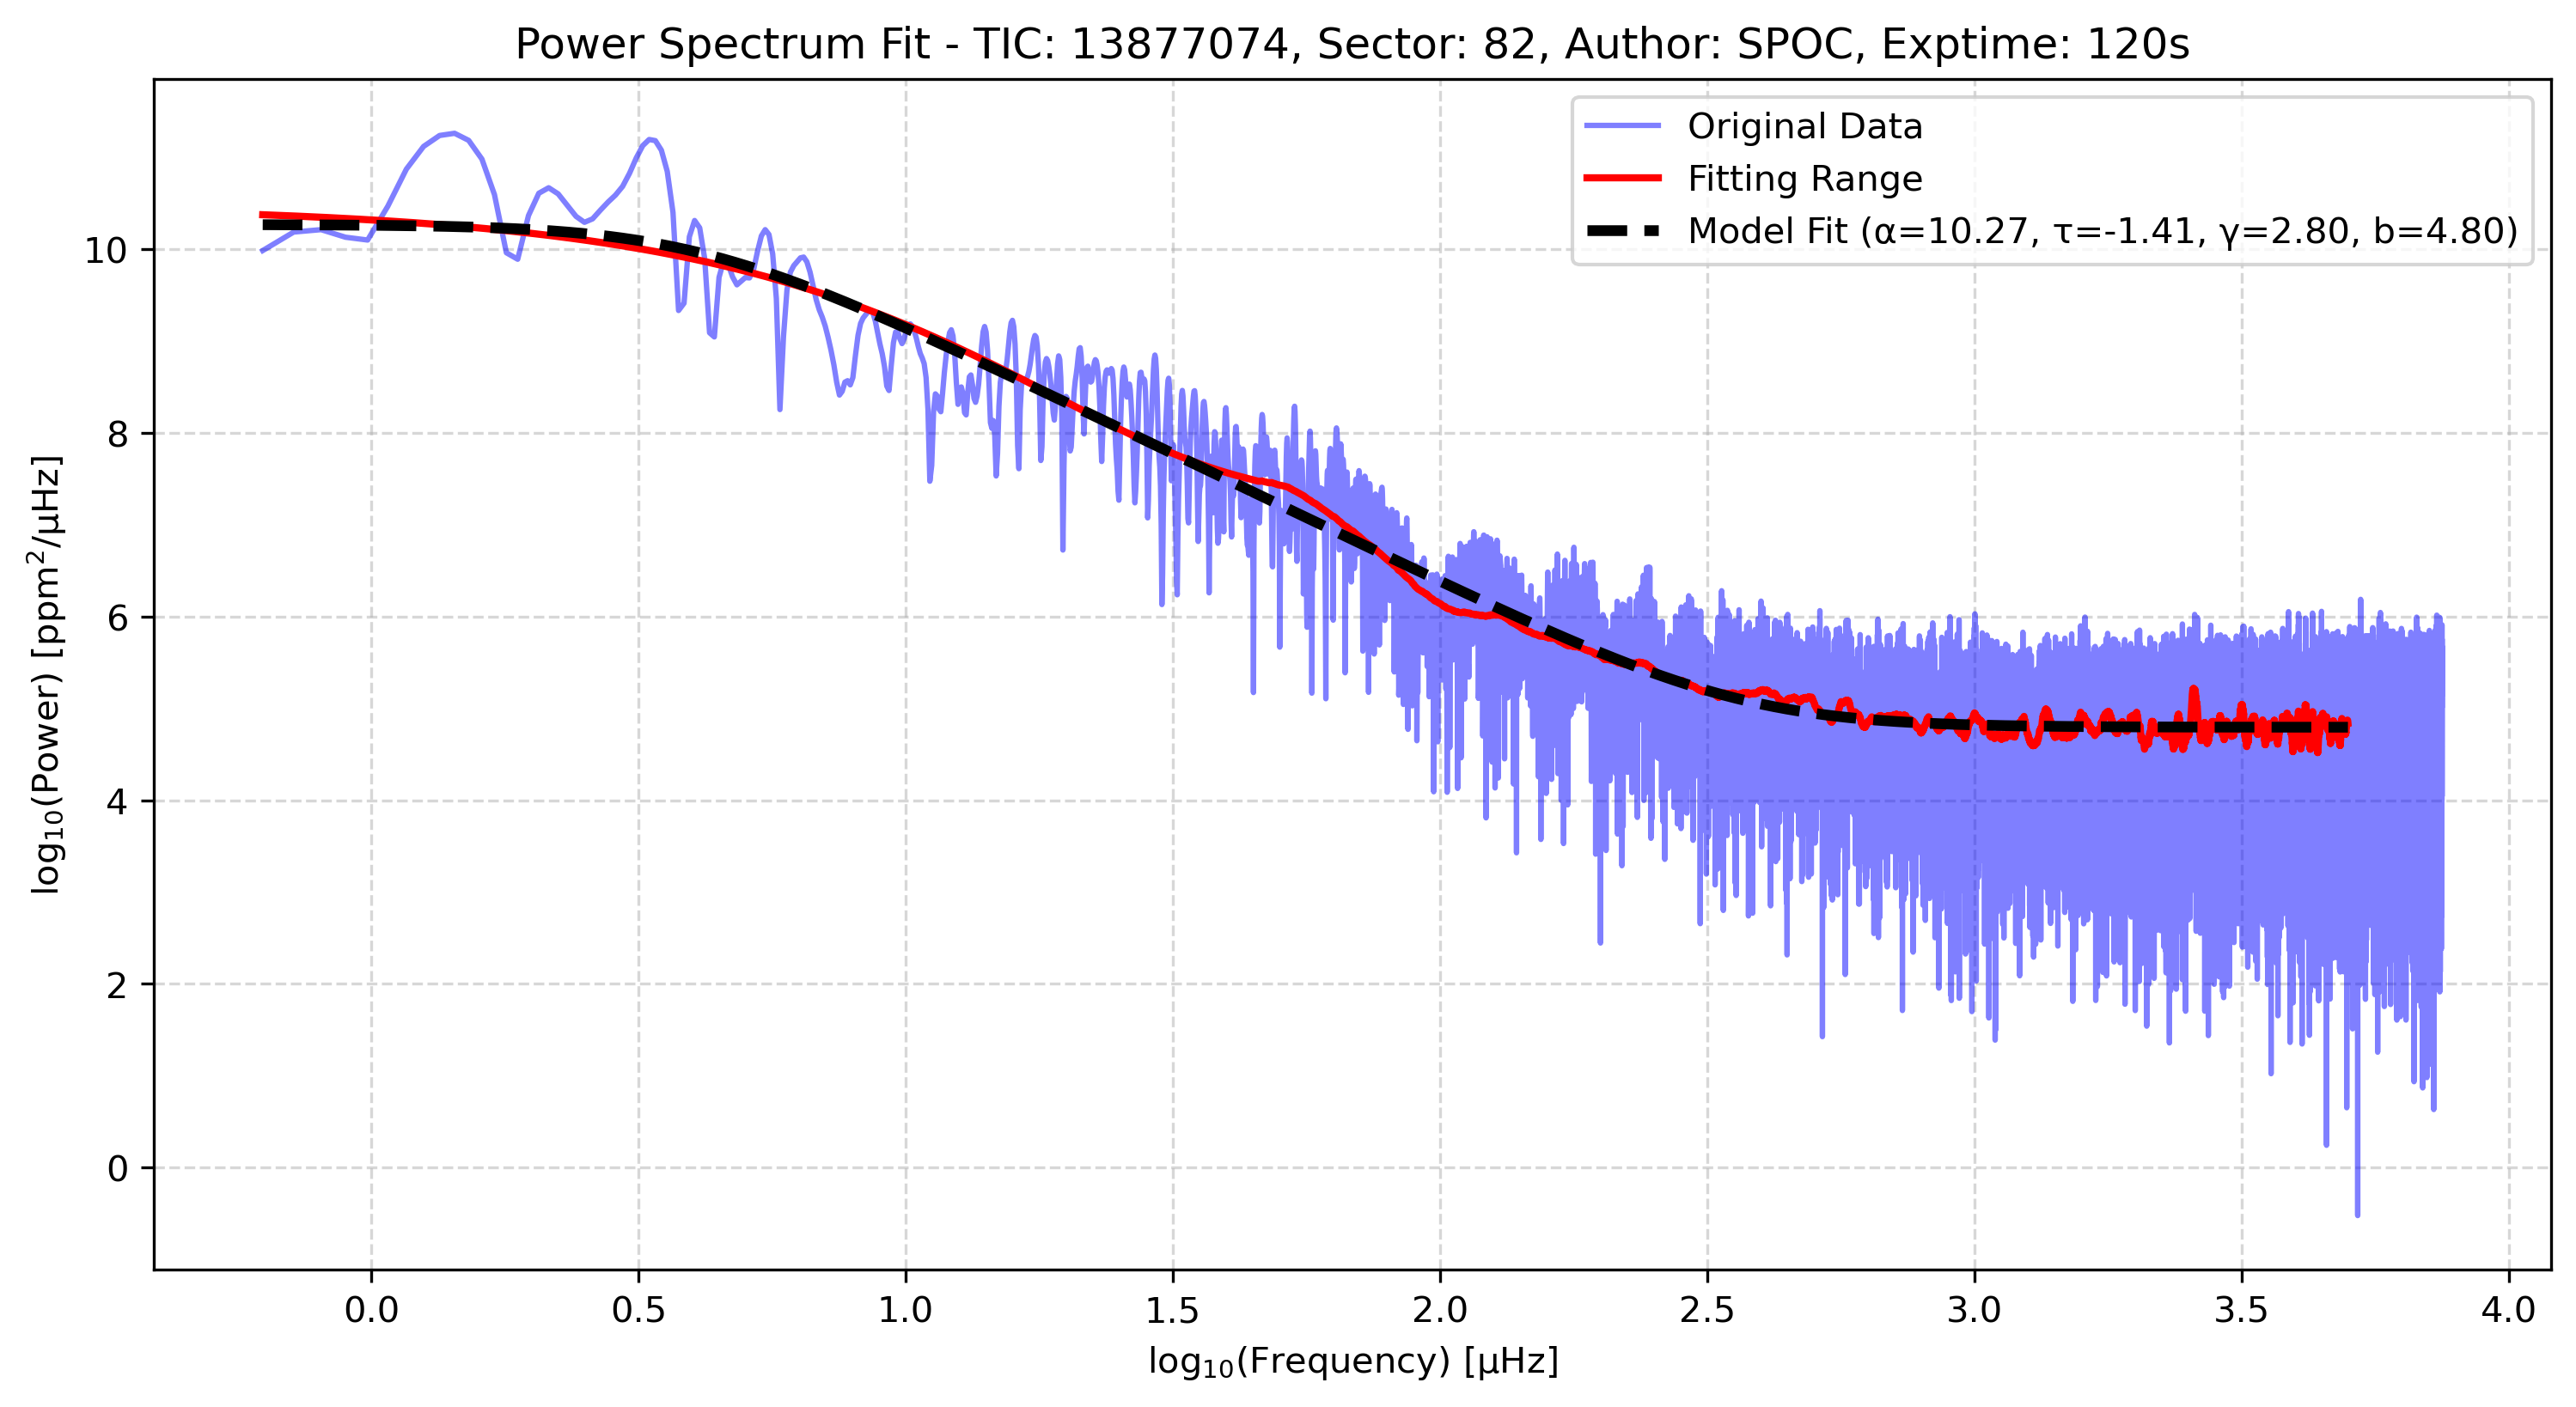 Power Spectrum Fit - TIC: 13877074, Sector: 82, Author: SPOC, Exptime: 120s
Original Data
Fitting Range
Model Fit (α=10.27, τ=-1.41, γ=2.80, b=4.80)
log₁₀(Power) [ppm²/μHz]
10
8
6
4
2
0
0.0 0.5 1.0 1.5 2.0 2.5 3.0 3.5 4.0
log₁₀(Frequency) [μHz]